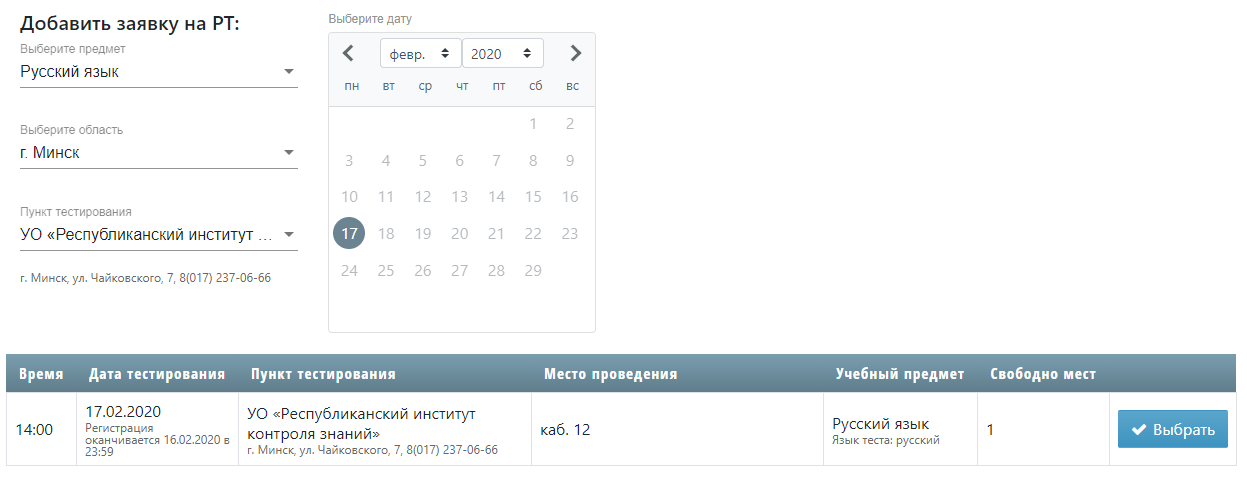 Добавить заявку на РТ:
Выберите предмет
Русский язык
Выберите область
г. Минск
Пункт тестирования
УО «Республиканский институт ...
г. Минск, ул. Чайковского, 7, 8(017) 237-06-66
Выберите дату
февр. 2020
пн вт ср чт пт сб вс
1 2
3 4 5 6 7 8 9
10 11 12 13 14 15 16
17 18 19 20 21 22 23
24 25 26 27 28 29
Время Дата тестирования Пункт тестирования Место проведения Учебный предмет Свободно мест
14:00
17.02.2020
Регистрация
оканчивается 16.02.2020 в
23:59
УО «Республиканский институт
контроля знаний»
г. Минск, ул. Чайковского, 7, 8(017) 237-06-66
каб. 12
Русский язык
Язык теста: русский
1
Выбрать